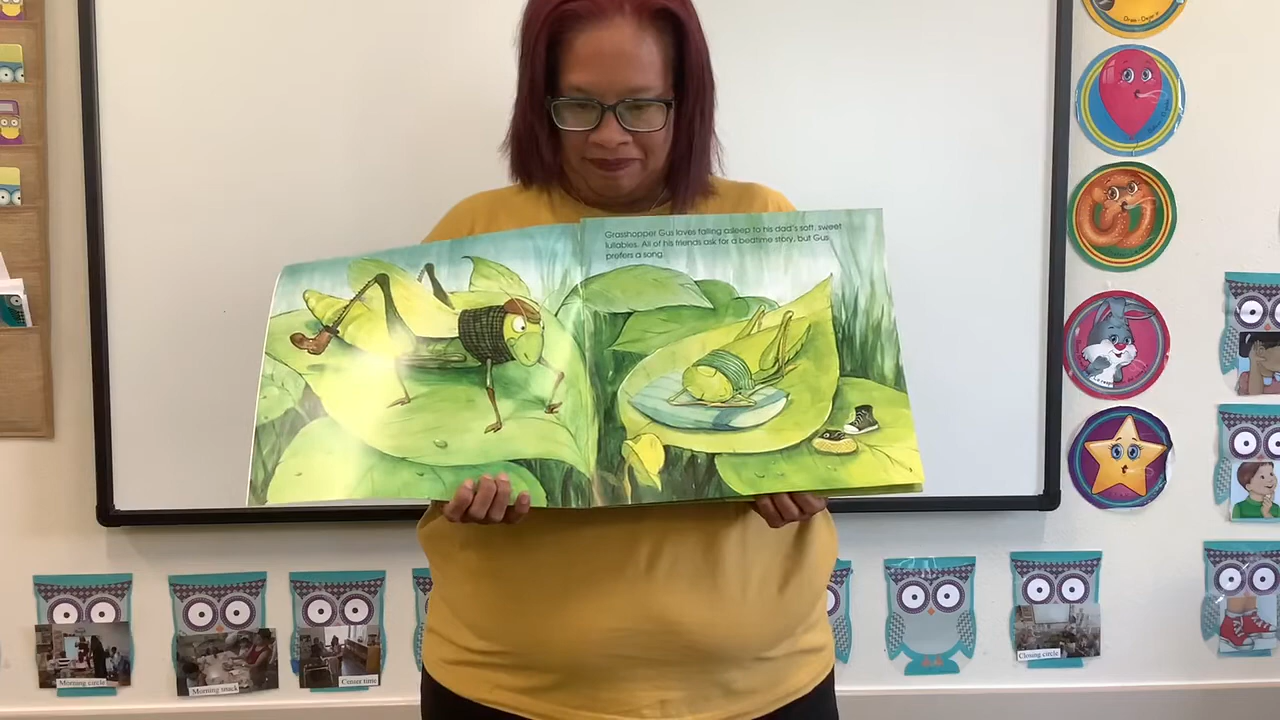 Grasshopper Gus loves falling asleep to his dad's soft, sweet
lullabies. All of his friends ask for a bedtime story, but Gus
prefers a song.
Morning circle
Morning snack
Center time
Closing circle